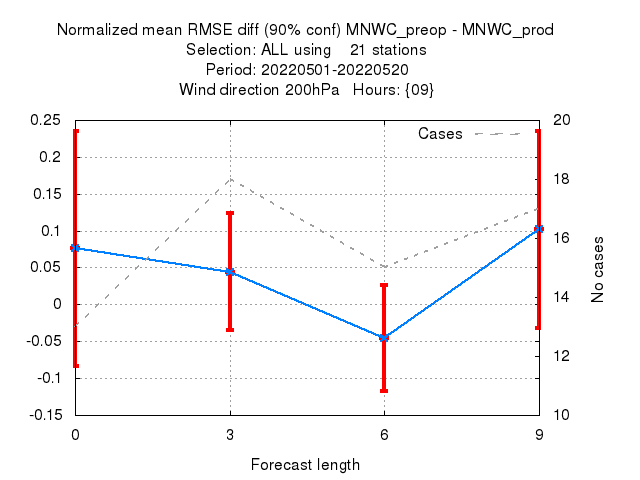 Normalized mean RMSE diff (90% conf) MNWC_preop - MNWC_prod
Selection: ALL using    21 stations
Period: 20220501-20220520
Wind direction 200hPa   Hours: {09}
Cases
0.25
0.2
0.15
0.1
0.05
0
-0.05
-0.1
-0.15
20
18
16
14
12
10
No cases
0 3 6 9
Forecast length